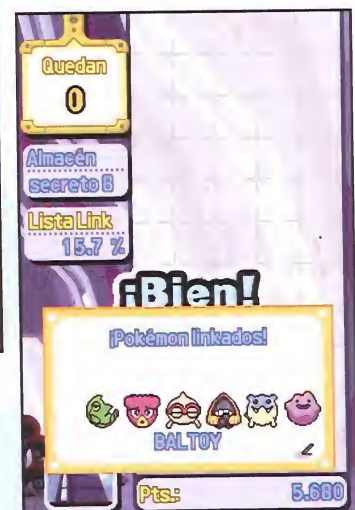 Quedan
0
Almacén
secreto B
Lista Link
15.7 %
¡Bien!
¡Pokémon linkados!
BALTOY
Pts.: 5.680